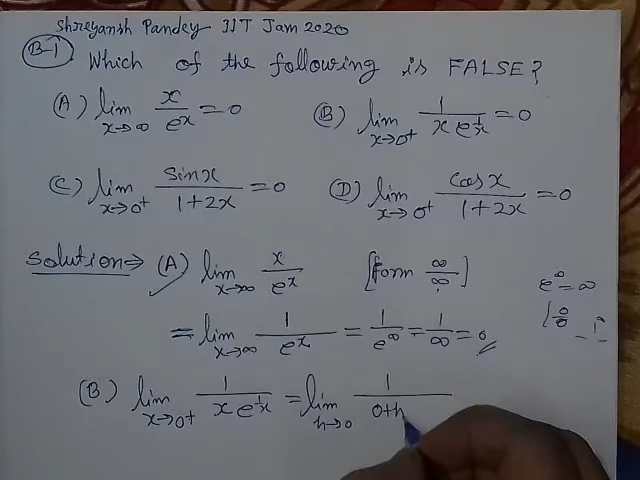 Shreyansh Pandey IIT Jam 2020
B-1 Which of the following is FALSE?
(A) lim x→∞ x/e^x = 0 (B) lim x→0+ 1/(x e^(1/x)) = 0
(C) lim x→0+ sinx/(1+2x) = 0 (D) lim x→0+ cosx/(1+2x) = 0
Solution⇒ (A) lim x→∞ x/e^x [form ∞/∞] e^∞ = ∞
= lim x→∞ 1/e^x = 1/e^∞ = 1/∞ = 0
(B) lim x→0+ 1/(x e^(1/x)) = lim h→0 1/(0+h